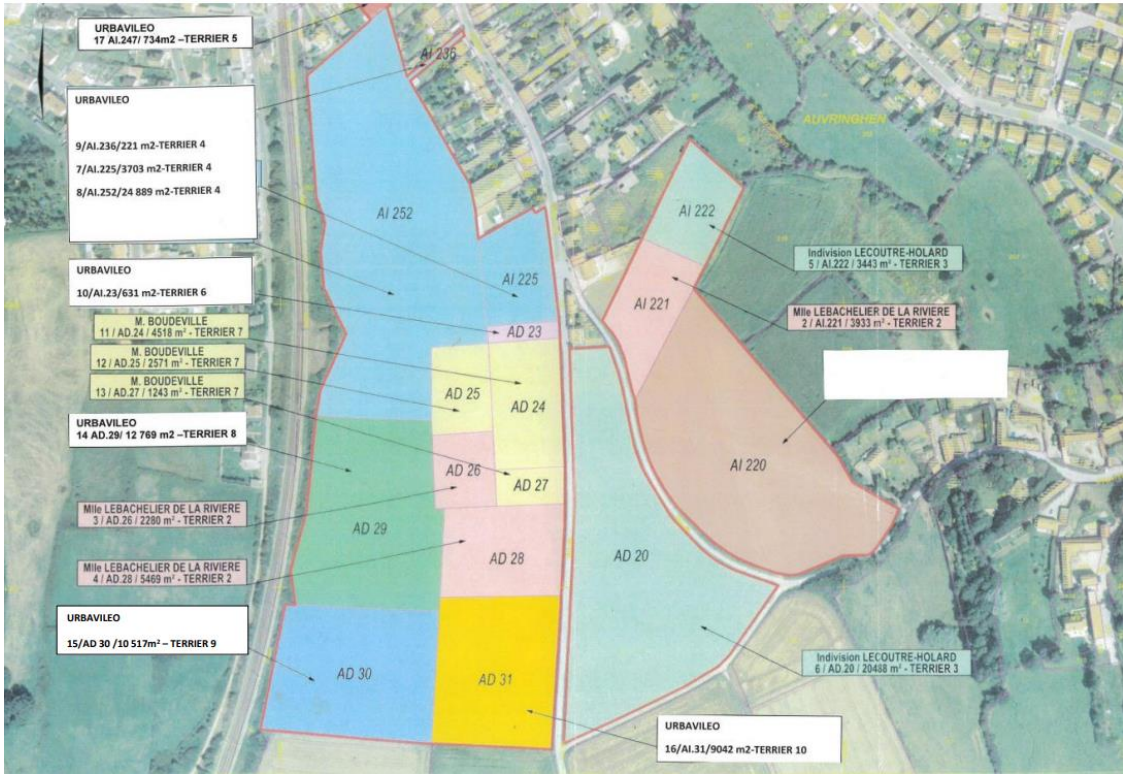 URBAVILEO
17 AI.247/ 734m2 –TERRIER 5
AI 236
URBAVILEO
9/AI.236/221 m2-TERRIER 4
7/AI.225/3703 m2-TERRIER 4
8/AI.252/24 889 m2-TERRIER 4
AUVRINGHEN
AI 252
AI 222
AI 225
Indivision LECOUTRE-HOLARD
5 / AI.222 / 3443 m² - TERRIER 3
URBAVILEO
10/AI.23/631 m2-TERRIER 6
AI 221
Mlle LEBACHELIER DE LA RIVIERE
2 / AI.221 / 3933 m² - TERRIER 2
M. BOUDEVILLE
11 / AD.24 / 4518 m² - TERRIER 7
AD 23
M. BOUDEVILLE
12 / AD.25 / 2571 m² - TERRIER 7
AD 25
AD 24
M. BOUDEVILLE
13 / AD.27 / 1243 m² - TERRIER 7
URBAVILEO
14 AD.29/ 12 769 m2 –TERRIER 8
AD 26
AI 220
AD 27
Mlle LEBACHELIER DE LA RIVIERE
3 / AD.26 / 2280 m² - TERRIER 2
AD 29
AD 28
AD 20
Mlle LEBACHELIER DE LA RIVIERE
4 / AD.28 / 5469 m² - TERRIER 2
URBAVILEO
15/AD 30 /10 517m² – TERRIER 9
Indivision LECOUTRE-HOLARD
6 / AD.20 / 20488 m² - TERRIER 3
AD 30
AD 31
URBAVILEO
16/AI.31/9042 m2-TERRIER 10